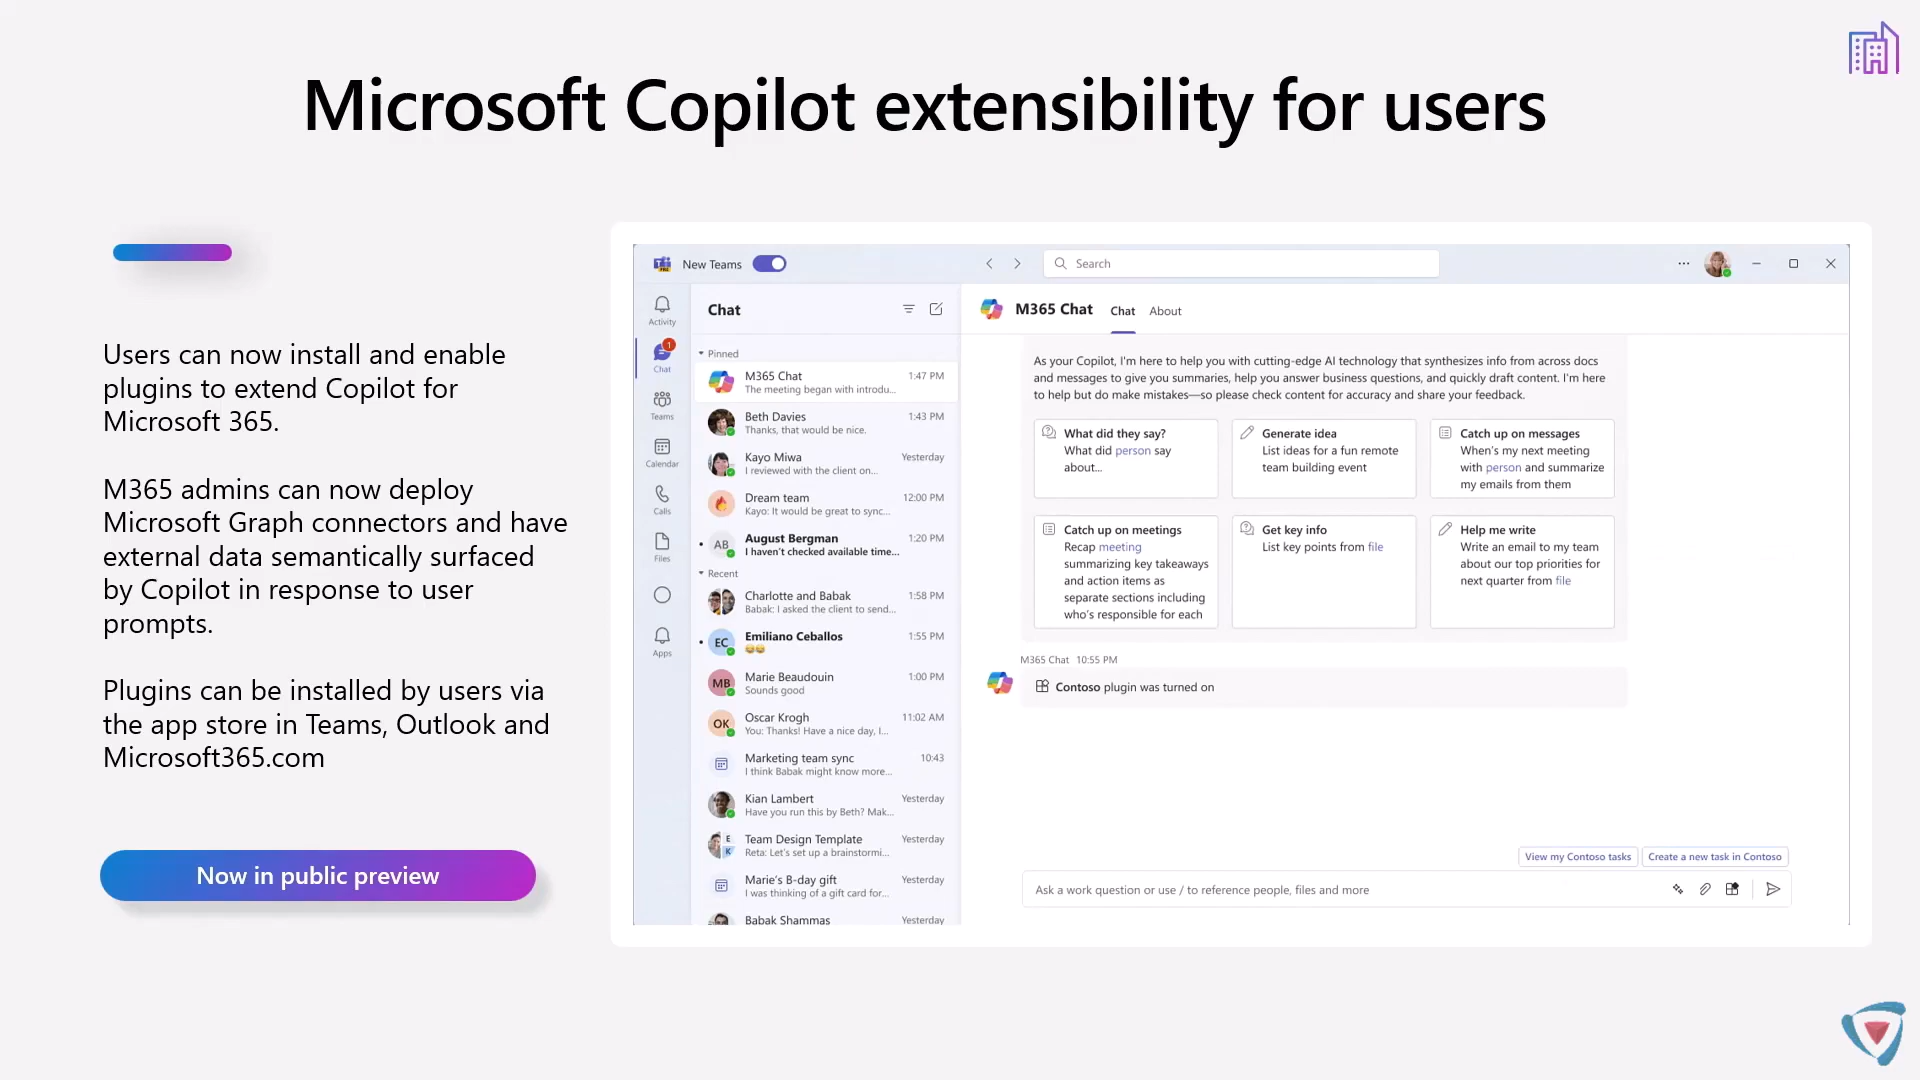 Microsoft Copilot extensibility for users
Users can now install and enable
plugins to extend Copilot for
Microsoft 365.
M365 admins can now deploy
Microsoft Graph connectors and have
external data semantically surfaced
by Copilot in response to user
prompts.
Plugins can be installed by users via
the app store in Teams, Outlook and
Microsoft365.com
Now in public preview
New Teams
Search
Activity
1
Chat
Teams
Calendar
Calls
Files
Apps
Chat
Pinned
M365 Chat 1:47 PM
The meeting began with introdu...
Beth Davies 1:43 PM
Thanks, that would be nice.
Kayo Miwa Yesterday
I reviewed with the client on...
Dream team 12:00 PM
Kayo: It would be great to sync...
AB August Bergman 1:20 PM
I haven't checked available time...
Recent
Charlotte and Babak 1:58 PM
Babak: I asked the client to send...
EC Emiliano Ceballos 1:55 PM
MB Marie Beaudouin 1:00 PM
Sounds good
OK Oscar Krogh 11:02 AM
You: Thanks! Have a nice day, I...
Marketing team sync 10:43
I think Babak might know more...
Kian Lambert Yesterday
Have you run this by Beth? Mak...
E K Team Design Template Yesterday
Reta: Let's set up a brainstormi...
Marie's B-day gift Yesterday
I was thinking of a gift card for...
Babak Shammas Yesterday
M365 Chat Chat About
As your Copilot, I'm here to help you with cutting-edge AI technology that synthesizes info from across docs
and messages to give you summaries, help you answer business questions, and quickly draft content. I'm here
to help but do make mistakes—so please check content for accuracy and share your feedback.
What did they say?
What did person say
about...
Generate idea
List ideas for a fun remote
team building event
Catch up on messages
When's my next meeting
with person and summarize
my emails from them
Catch up on meetings
Recap meeting
summarizing key takeaways
and action items as
separate sections including
who's responsible for each
Get key info
List key points from file
Help me write
Write an email to my team
about our top priorities for
next quarter from file
M365 Chat 10:55 PM
Contoso plugin was turned on
View my Contoso tasks
Create a new task in Contoso
Ask a work question or use / to reference people, files and more